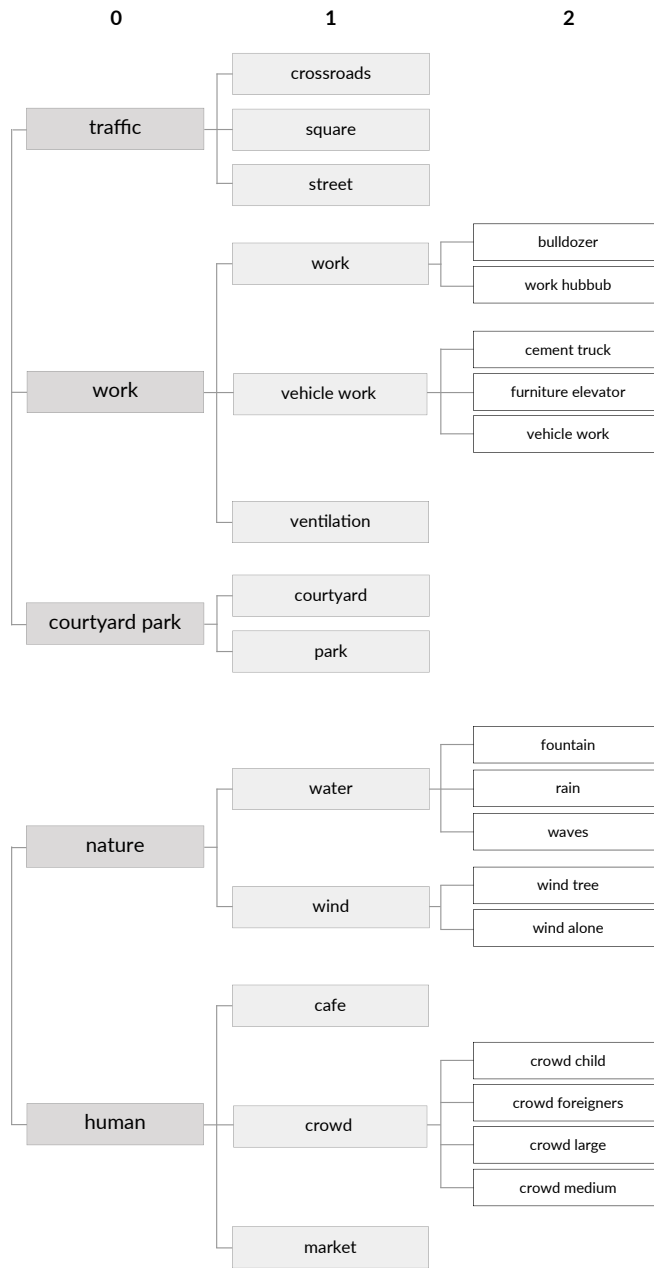 0 1 2
crossroads
traffic
square
street
bulldozer
work
work hubbub
cement truck
work
vehicle work
furniture elevator
vehicle work
ventilation
courtyard
courtyard park
park
fountain
water
rain
waves
nature
wind tree
wind
wind alone
cafe
crowd child
crowd foreigners
human
crowd
crowd large
crowd medium
market